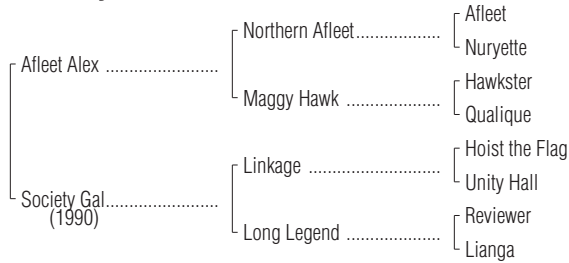 Afleet
Northern Afleet
Nuryette
Afleet Alex
Hawkster
Maggy Hawk
Qualique
Hoist the Flag
Linkage
Unity Hall
Society Gal
(1990)
Reviewer
Long Legend
Lianga